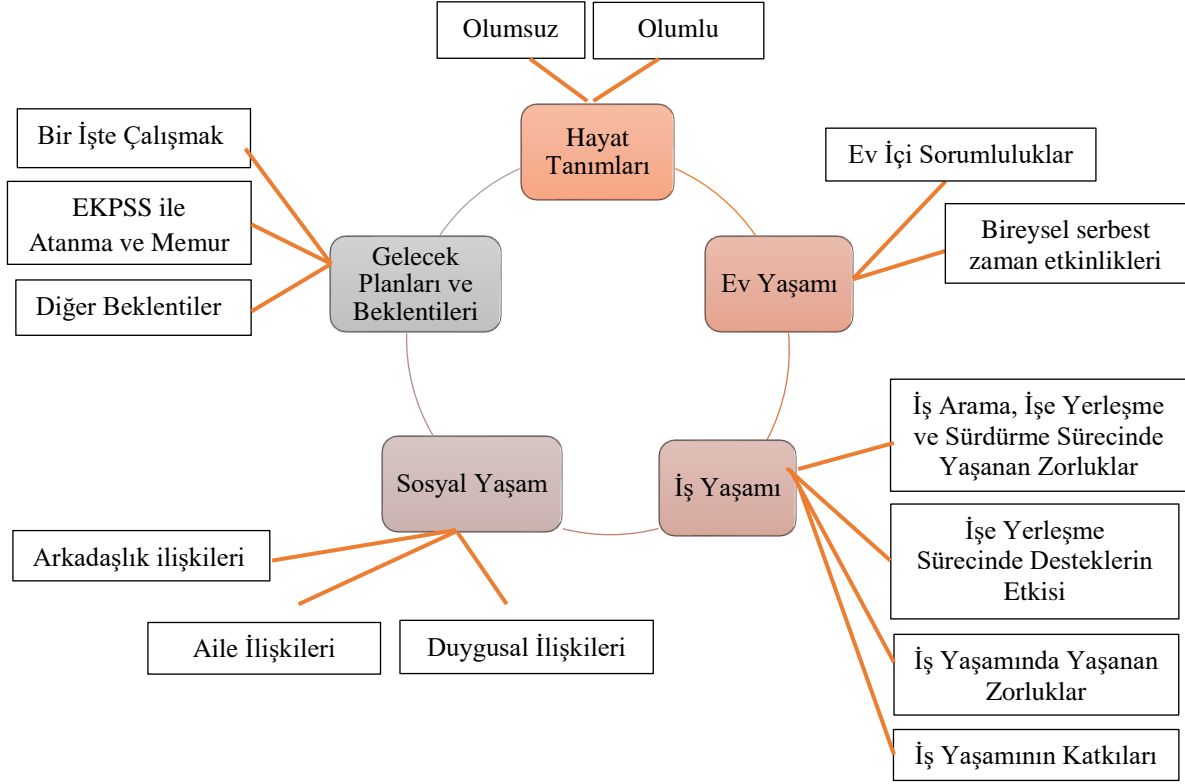 Olumsuz
Olumlu
Hayat
Tanımları
Bir İşte Çalışmak
EKPSS ile
Atanma ve Memur
Diğer Beklentiler
Gelecek
Planları ve
Beklentileri
Ev İçi Sorumluluklar
Bireysel serbest
zaman etkinlikleri
Ev Yaşamı
İş Arama, İşe Yerleşme
ve Sürdürme Sürecinde
Yaşanan Zorluklar
İşe Yerleşme
Sürecinde Desteklerin
Etkisi
İş Yaşamında Yaşanan
Zorluklar
İş Yaşamının Katkıları
İş Yaşamı
Sosyal Yaşam
Arkadaşlık ilişkileri
Aile İlişkileri
Duygusal İlişkileri